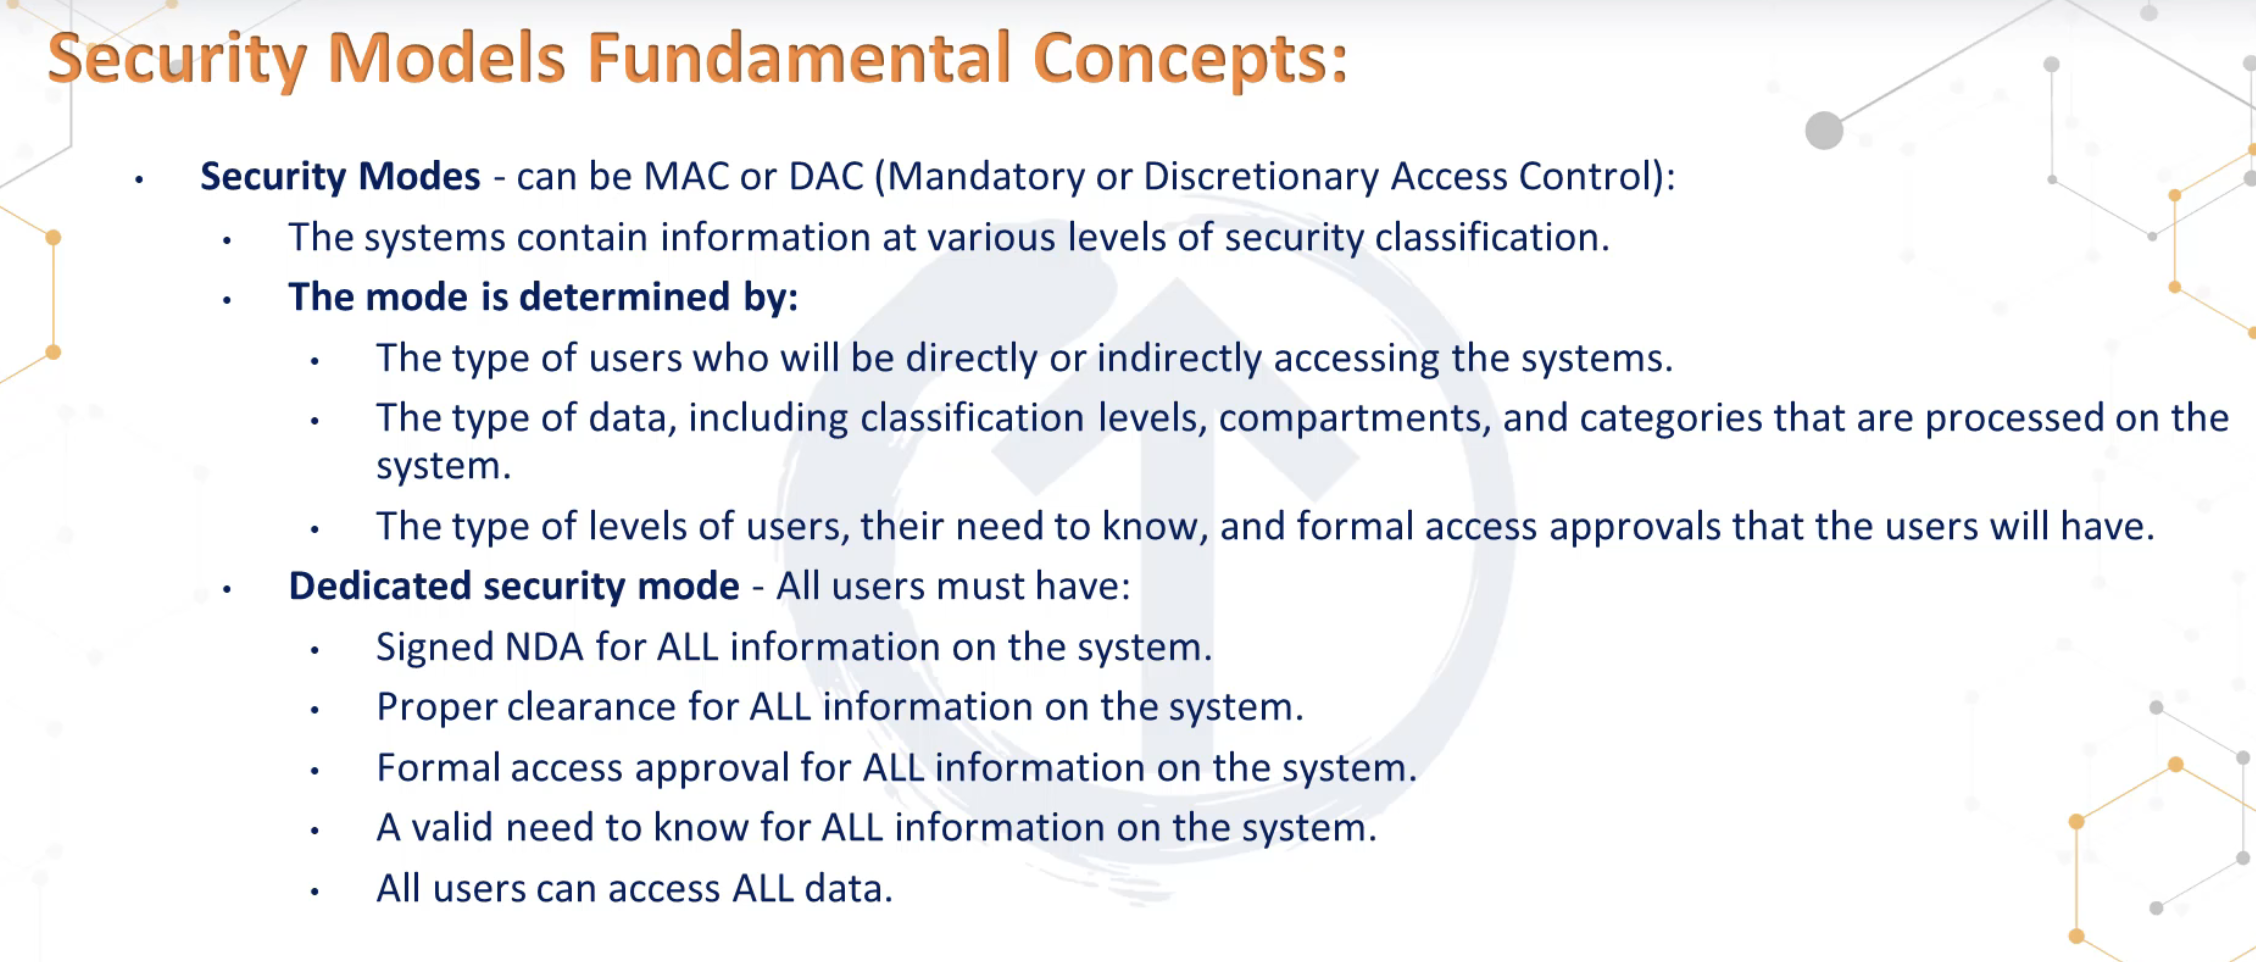 Security Models Fundamental Concepts:
• Security Modes - can be MAC or DAC (Mandatory or Discretionary Access Control):
• The systems contain information at various levels of security classification.
• The mode is determined by:
• The type of users who will be directly or indirectly accessing the systems.
• The type of data, including classification levels, compartments, and categories that are processed on the
system.
• The type of levels of users, their need to know, and formal access approvals that the users will have.
• Dedicated security mode - All users must have:
• Signed NDA for ALL information on the system.
• Proper clearance for ALL information on the system.
• Formal access approval for ALL information on the system.
• A valid need to know for ALL information on the system.
• All users can access ALL data.